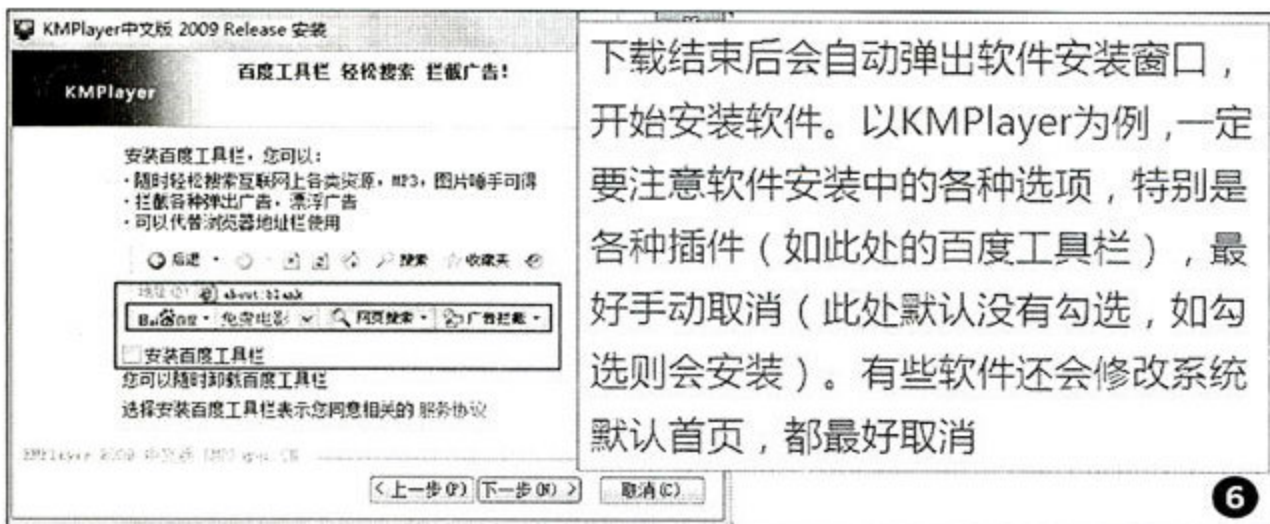 KMPlayer中文版 2009 Release 安装
百度工具栏 轻松搜索 拦截广告！
KMPlayer
安装百度工具栏，您可以：
·随时轻松搜索互联网上各类资源，MP3，图片唾手可得
·拦截各种弹出广告，漂浮广告
·可以代替浏览器地址栏使用
后退 搜索 收藏夹
地址(D) about:blank
Bai百度 免费电影 网页搜索 广告拦截
安装百度工具栏
您可以随时卸载百度工具栏
选择安装百度工具栏表示您同意相关的 服务协议
<上一步(P) 下一步(N)> 取消(C)
下载结束后会自动弹出软件安装窗口，
开始安装软件。以KMPlayer为例，一定
要注意软件安装中的各种选项，特别是
各种插件（如此处的百度工具栏），最
好手动取消（此处默认没有勾选，如勾
选则会安装）。有些软件还会修改系统
默认首页，都最好取消
6